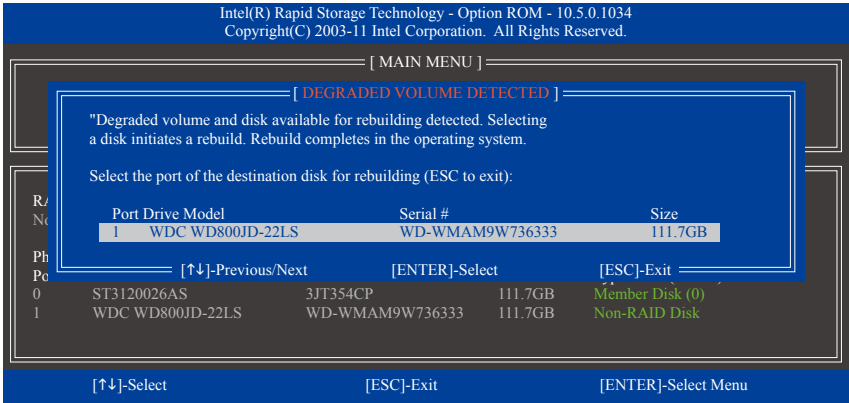 Intel(R) Rapid Storage Technology - Option ROM - 10.5.0.1034
Copyright(C) 2003-11 Intel Corporation. All Rights Reserved.
[ MAIN MENU ]
[ DEGRADED VOLUME DETECTED ]
"Degraded volume and disk available for rebuilding detected. Selecting
a disk initiates a rebuild. Rebuild completes in the operating system.
Select the port of the destination disk for rebuilding (ESC to exit):
Port Drive Model Serial # Size
1 WDC WD800JD-22LS WD-WMAM9W736333 111.7GB
[↑↓]-Previous/Next [ENTER]-Select [ESC]-Exit
0 ST3120026AS 3JT354CP 111.7GB Member Disk (0)
1 WDC WD800JD-22LS WD-WMAM9W736333 111.7GB Non-RAID Disk
[↑↓]-Select [ESC]-Exit [ENTER]-Select Menu